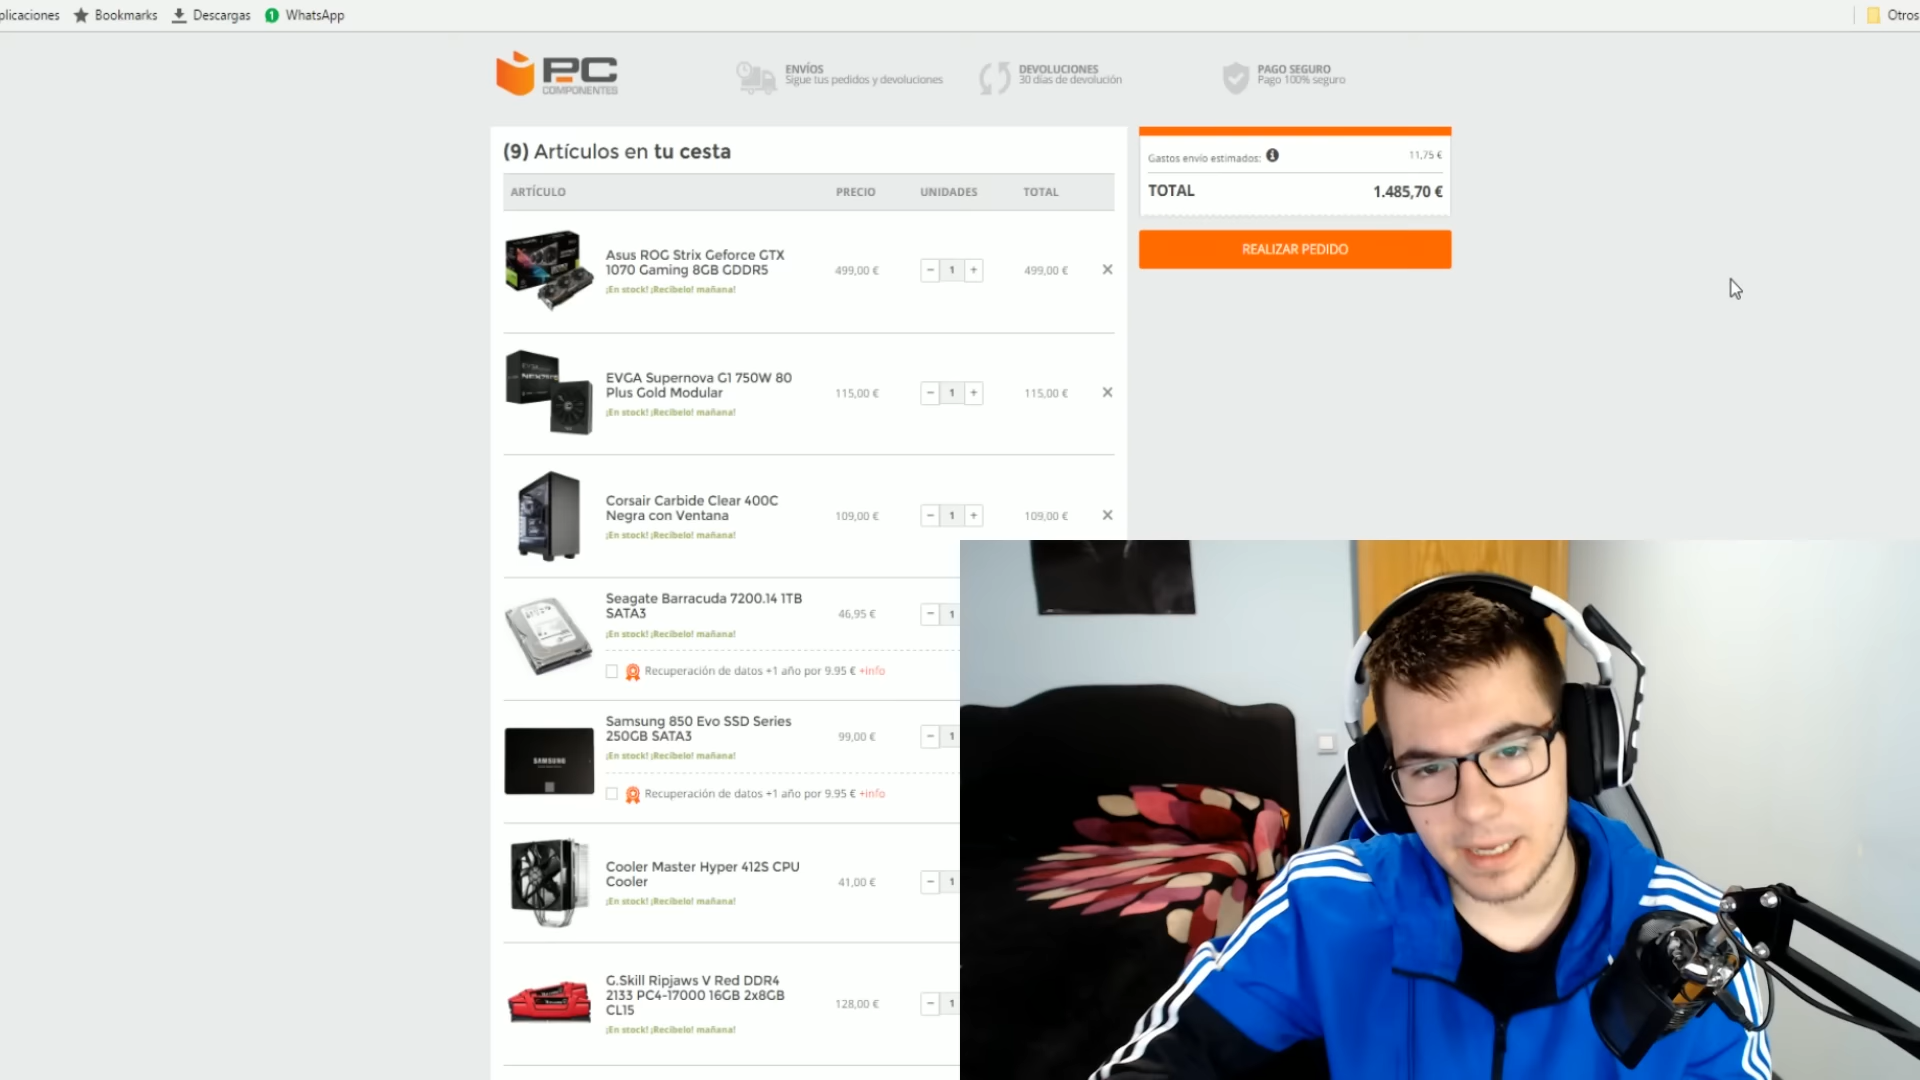 plicaciones Bookmarks Descargas 1 WhatsApp Otros
PC COMPONENTES
ENVÍOS
Sigue tus pedidos y devoluciones
DEVOLUCIONES
30 días de devolución
PAGO SEGURO
Pago 100% seguro
(9) Artículos en tu cesta
ARTÍCULO PRECIO UNIDADES TOTAL
Asus ROG Strix Geforce GTX
1070 Gaming 8GB GDDR5
¡En stock! ¡Recíbelo! mañana!
499,00 € − 1 + 499,00 € ×
EVGA Supernova G1 750W 80
Plus Gold Modular
¡En stock! ¡Recíbelo! mañana!
115,00 € − 1 + 115,00 € ×
Corsair Carbide Clear 400C
Negra con Ventana
¡En stock! ¡Recíbelo! mañana!
109,00 € − 1 + 109,00 € ×
Seagate Barracuda 7200.14 1TB
SATA3
¡En stock! ¡Recíbelo! mañana!
46,95 € − 1
Recuperación de datos +1 año por 9.95 € +info
SAMSUNG
Samsung 850 Evo SSD Series
250GB SATA3
¡En stock! ¡Recíbelo! mañana!
99,00 € − 1
Recuperación de datos +1 año por 9.95 € +info
Cooler Master Hyper 412S CPU
Cooler
¡En stock! ¡Recíbelo! mañana!
41,00 € − 1
G.Skill Ripjaws V Red DDR4
2133 PC4-17000 16GB 2x8GB
CL15
¡En stock! ¡Recíbelo! mañana!
128,00 € − 1
Gastos envío estimados: 11,75 €
TOTAL 1.485,70 €
REALIZAR PEDIDO